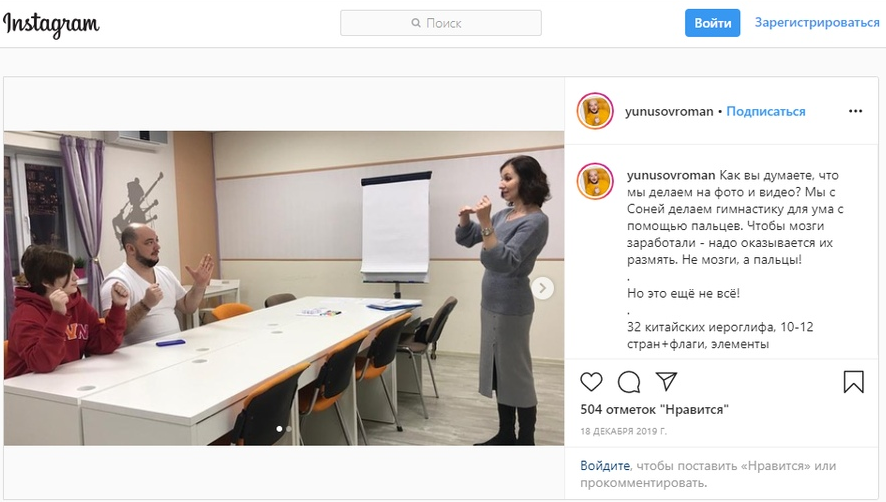 Instagram
Поиск
Войти
Зарегистрироваться
yunusovroman • Подписаться
yunusovroman Как вы думаете, что
мы делаем на фото и видео? Мы с
Соней делаем гимнастику для ума с
помощью пальцев. Чтобы мозги
заработали - надо оказывается их
размять. Не мозги, а пальцы!
.
Но это ещё не всё!
.
32 китайских иероглифа, 10-12
стран+флаги, элементы
504 отметок "Нравится"
18 ДЕКАБРЯ 2019 Г.
Войдите, чтобы поставить «Нравится» или
прокомментировать.